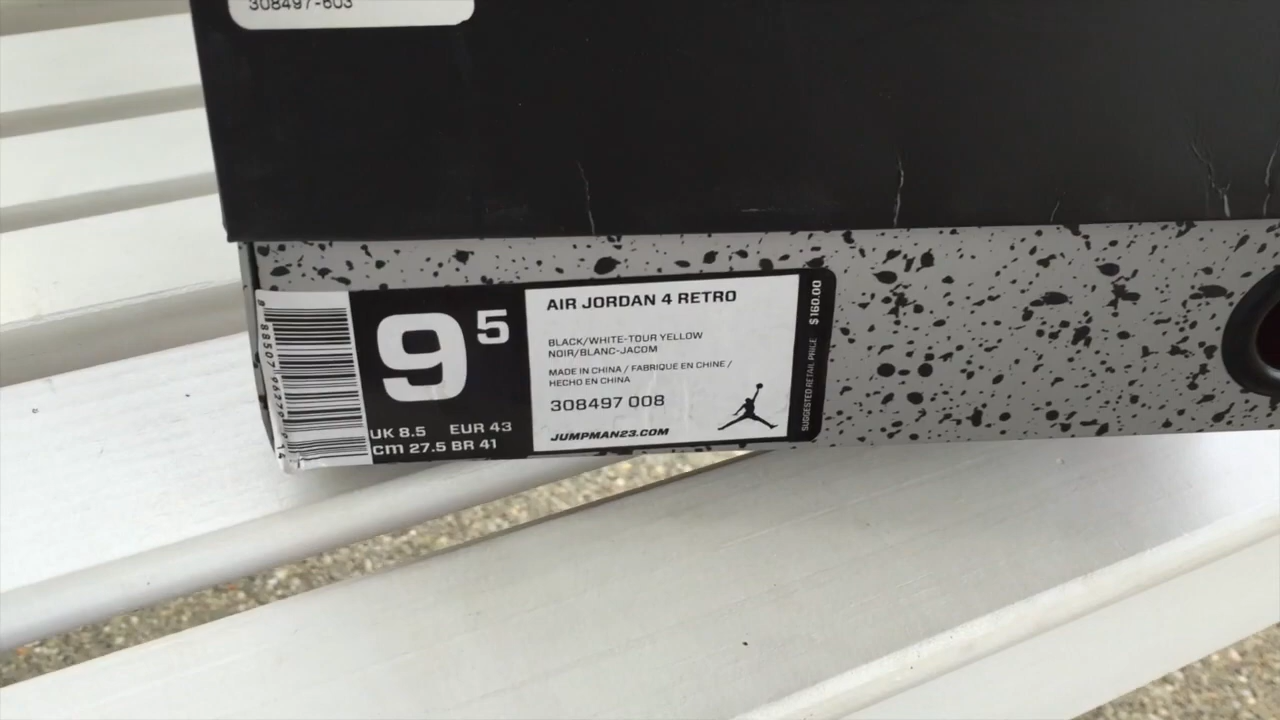 308497-603
9⁵
UK 8.5 EUR 43
cm 27.5 BR 41
AIR JORDAN 4 RETRO
BLACK/WHITE-TOUR YELLOW
NOIR/BLANC-JACOM
MADE IN CHINA / FABRIQUE EN CHINE /
HECHO EN CHINA
308497 008
JUMPMAN23.COM
SUGGESTED RETAIL PRICE $160.00